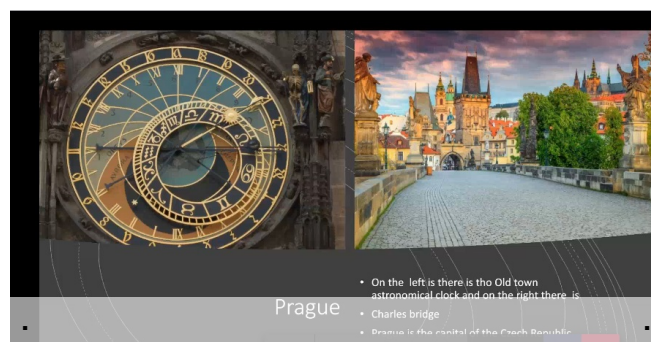 Prague
• On the left is there is tho Old town
astronomical clock and on the right there is
• Charles bridge
• Prague is the capital of the Czech Republic